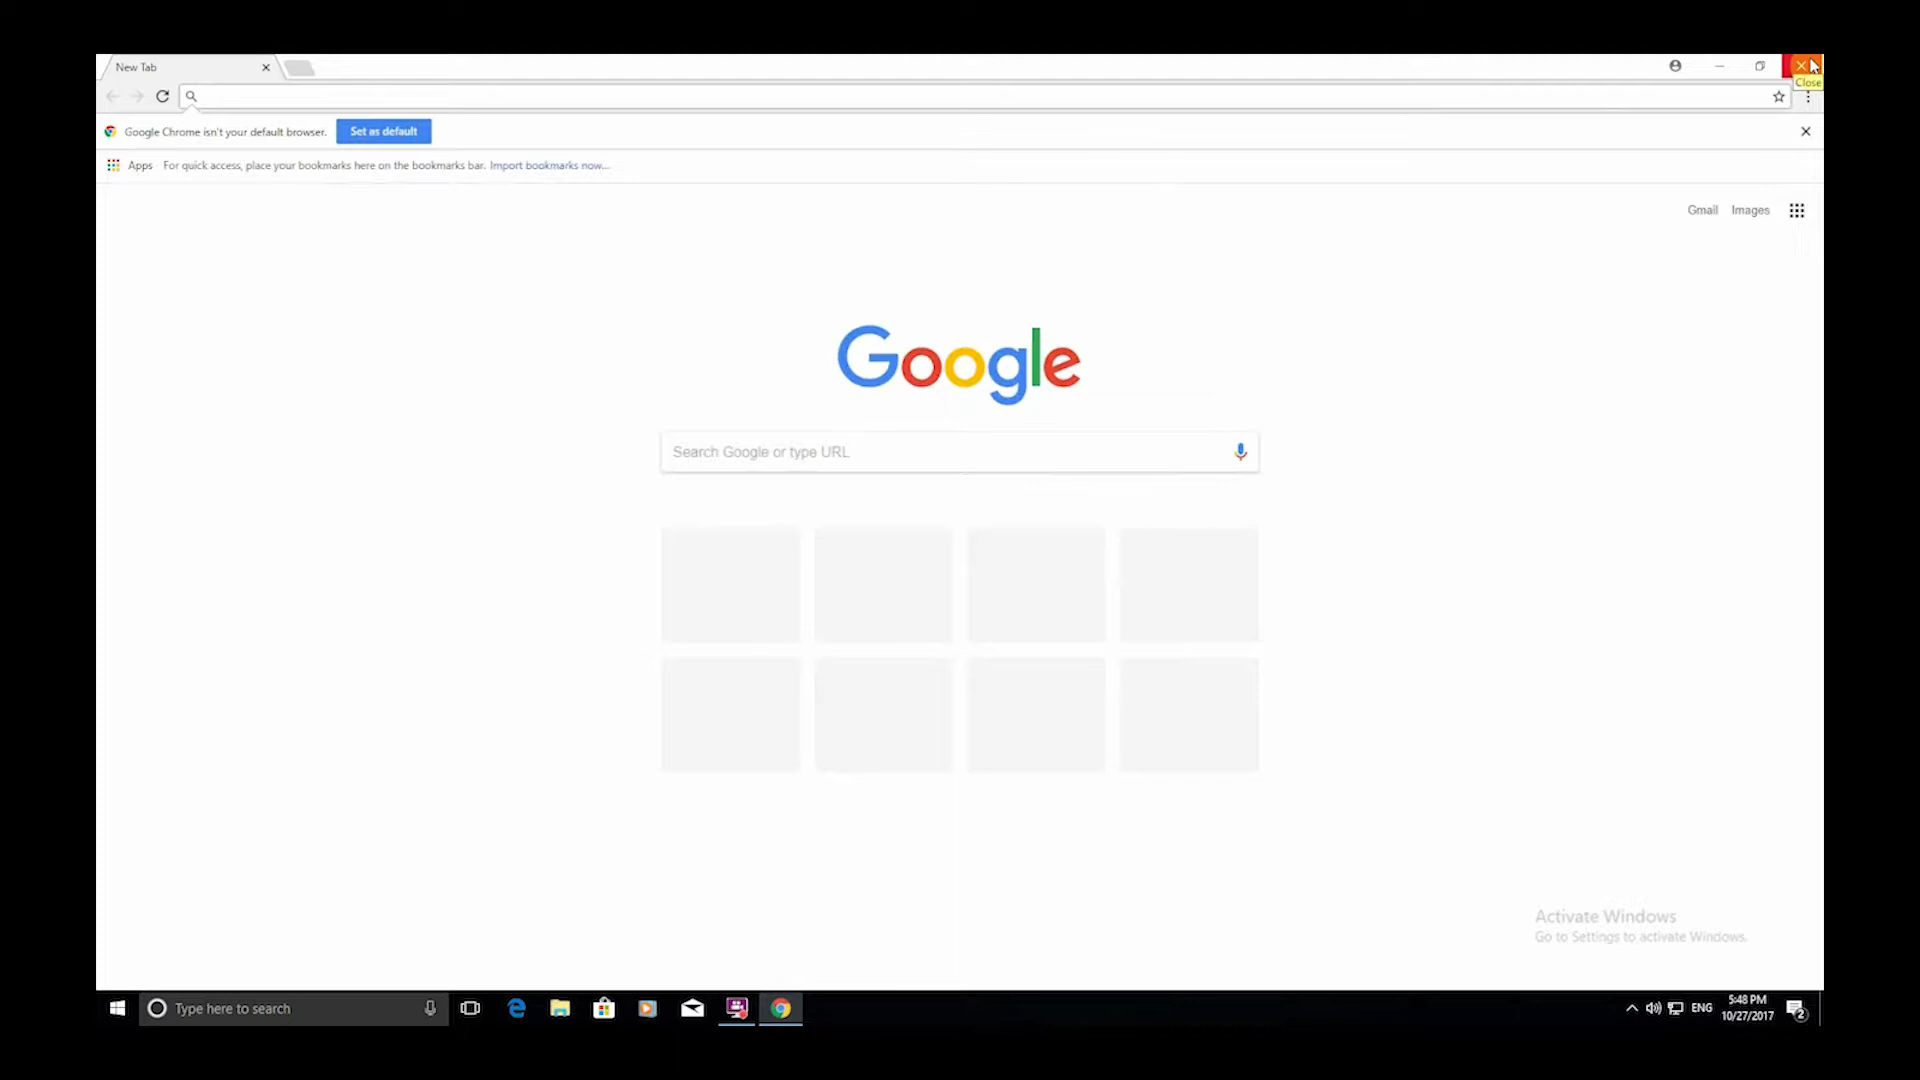 New Tab
Close
Google Chrome isn't your default browser. Set as default
Apps For quick access, place your bookmarks here on the bookmarks bar. Import bookmarks now...
Gmail Images
Google
Search Google or type URL
Activate Windows
Go to Settings to activate Windows.
Type here to search
ENG
5:48 PM
10/27/2017
2